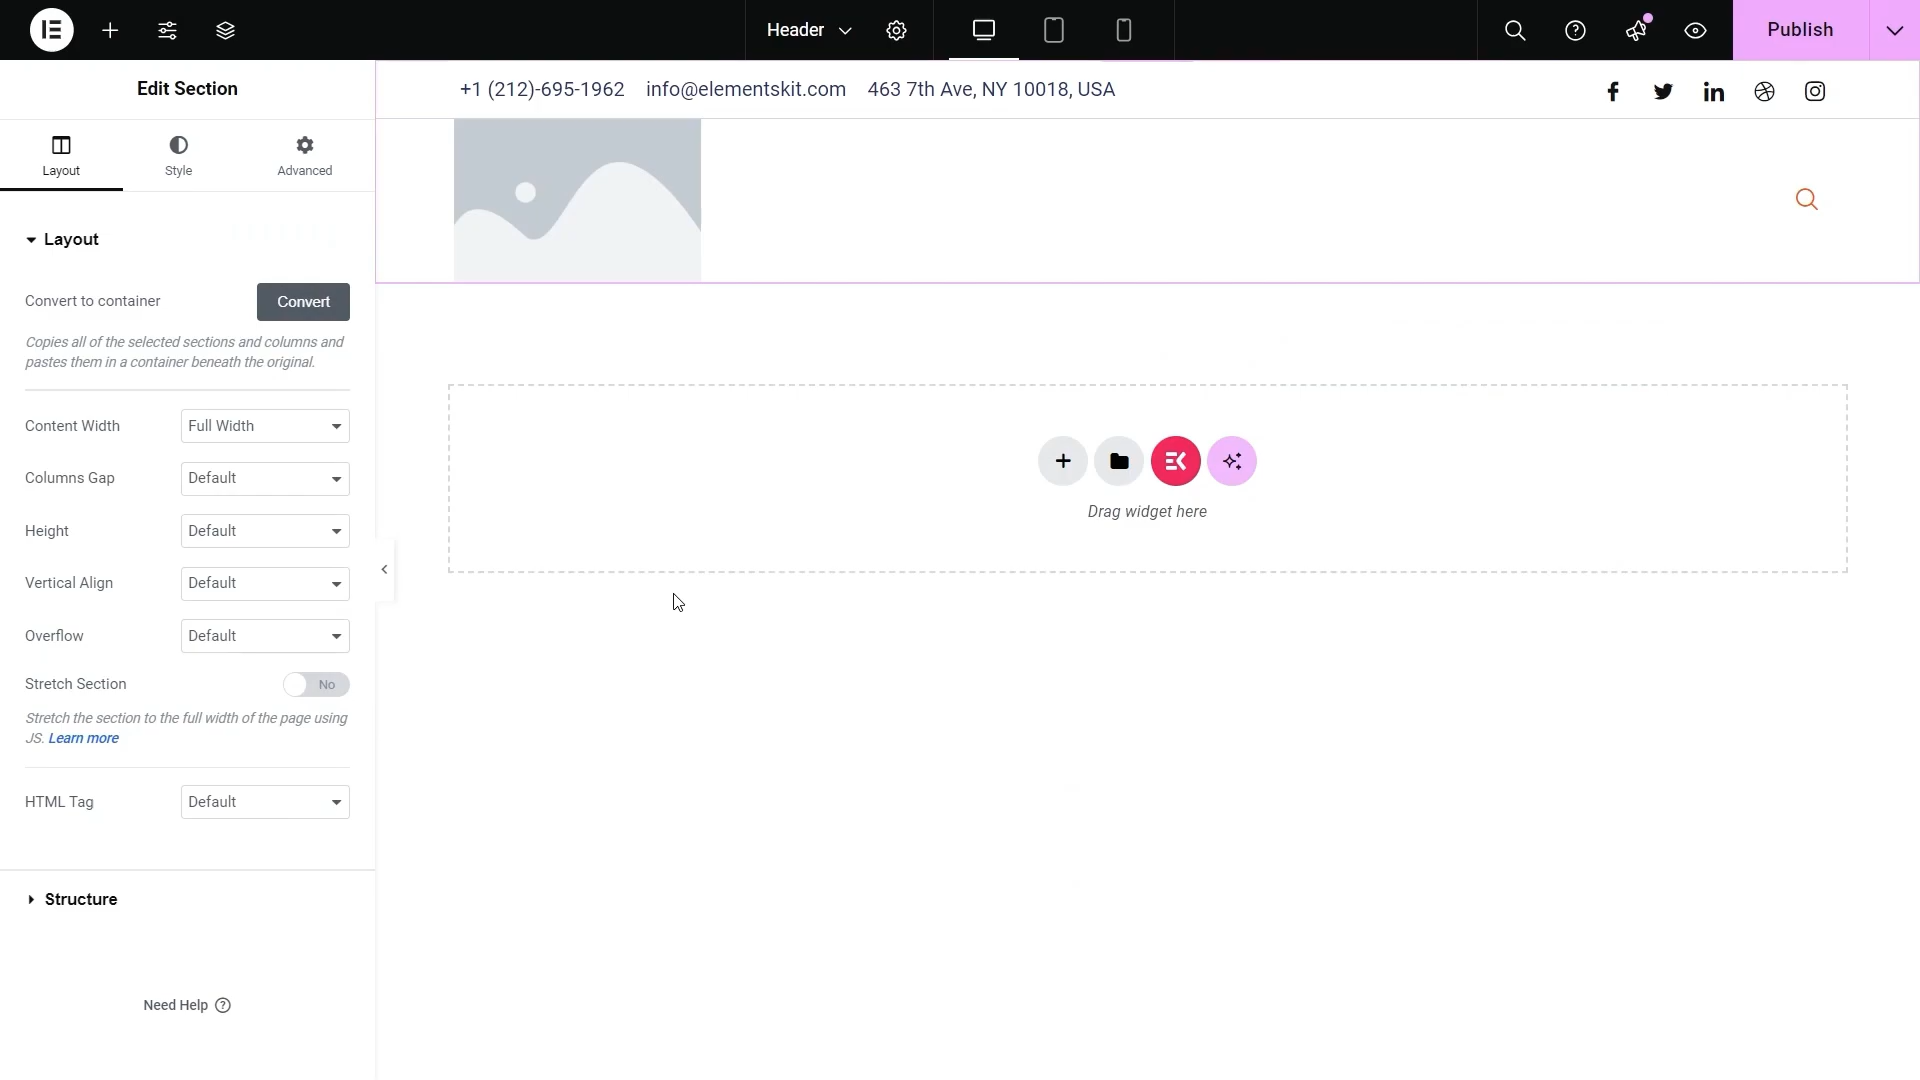 Header
Publish
Edit Section
Layout
Style
Advanced
Layout
Convert to container
Convert
Copies all of the selected sections and columns and
pastes them in a container beneath the original.
Content Width
Full Width
Columns Gap
Default
Height
Default
Vertical Align
Default
Overflow
Default
Stretch Section
No
Stretch the section to the full width of the page using
JS. Learn more
HTML Tag
Default
Structure
Need Help
+1 (212)-695-1962 info@elementskit.com 463 7th Ave, NY 10018, USA
Drag widget here